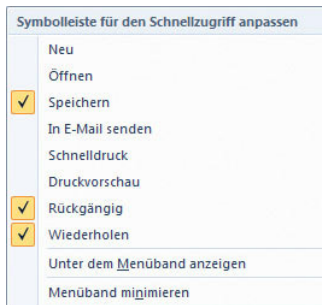 Symbolleiste für den Schnellzugriff anpassen
Neu
Öffnen
Speichern
In E-Mail senden
Schnelldruck
Druckvorschau
Rückgängig
Wiederholen
Unter dem Menüband anzeigen
Menüband minimieren